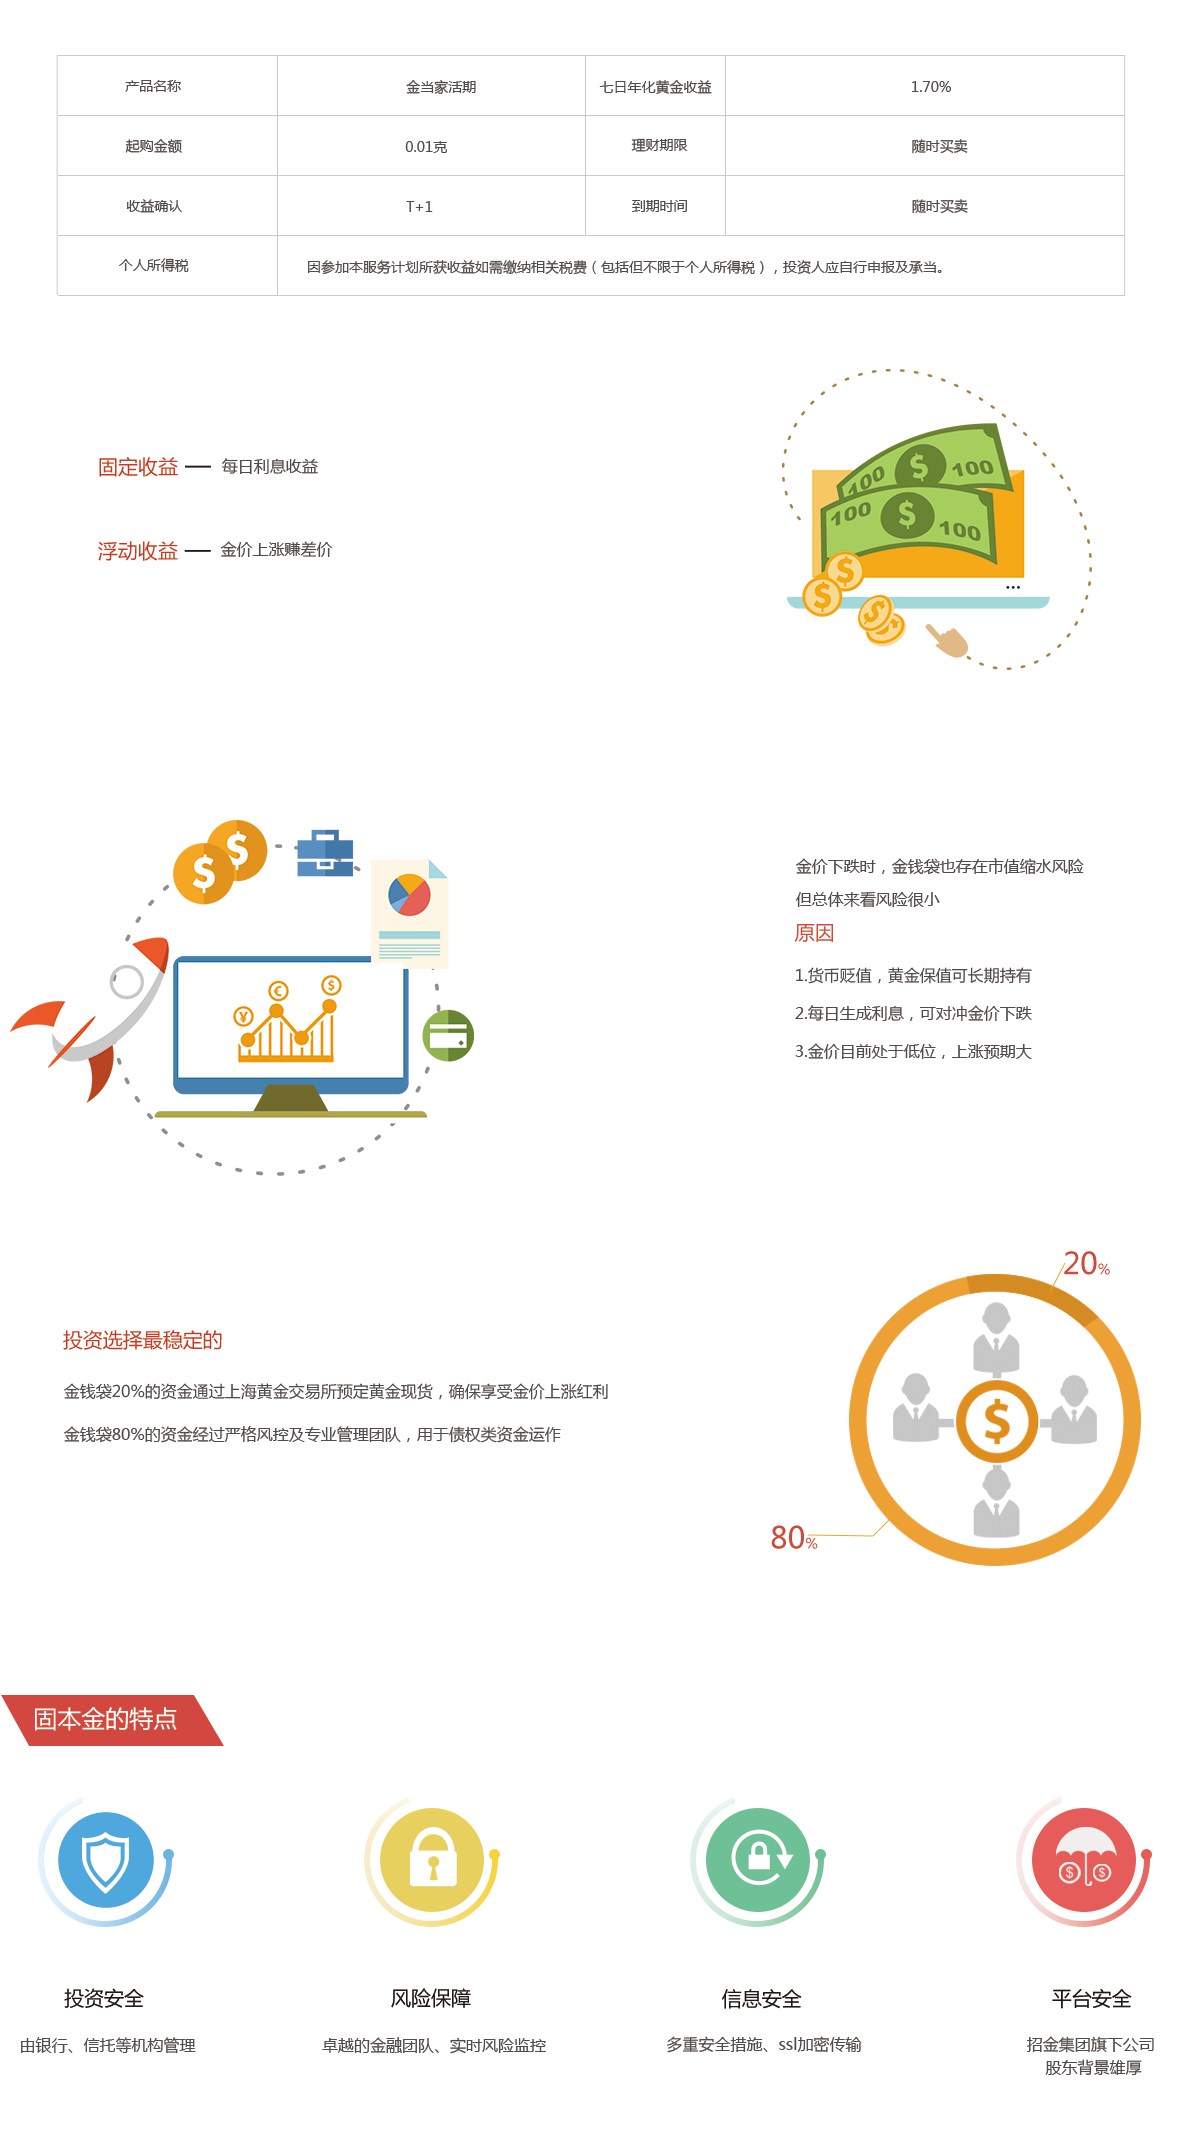 产品名称 金当家活期 七日年化黄金收益 1.70%
起购金额 0.01克 理财期限 随时买卖
收益确认 T+1 到期时间 随时买卖
个人所得税 因参加本服务计划所获收益如需缴纳相关税费（包括但不限于个人所得税），投资人应自行申报及承当。
固定收益 — 每日利息收益
浮动收益 — 金价上涨赚差价
100 $ 100
100 $ 100
$
$
$
$ $
金价下跌时，金钱袋也存在市值缩水风险
但总体来看风险很小
原因
1.货币贬值，黄金保值可长期持有
2.每日生成利息，可对冲金价下跌
3.金价目前处于低位，上涨预期大
¥ € $
20%
投资选择最稳定的
金钱袋20%的资金通过上海黄金交易所预定黄金现货，确保享受金价上涨红利
金钱袋80%的资金经过严格风控及专业管理团队，用于债权类资金运作
$
80%
固本金的特点
$ $
投资安全 风险保障 信息安全 平台安全
由银行、信托等机构管理 卓越的金融团队、实时风险监控 多重安全措施、ssl加密传输 招金集团旗下公司
股东背景雄厚